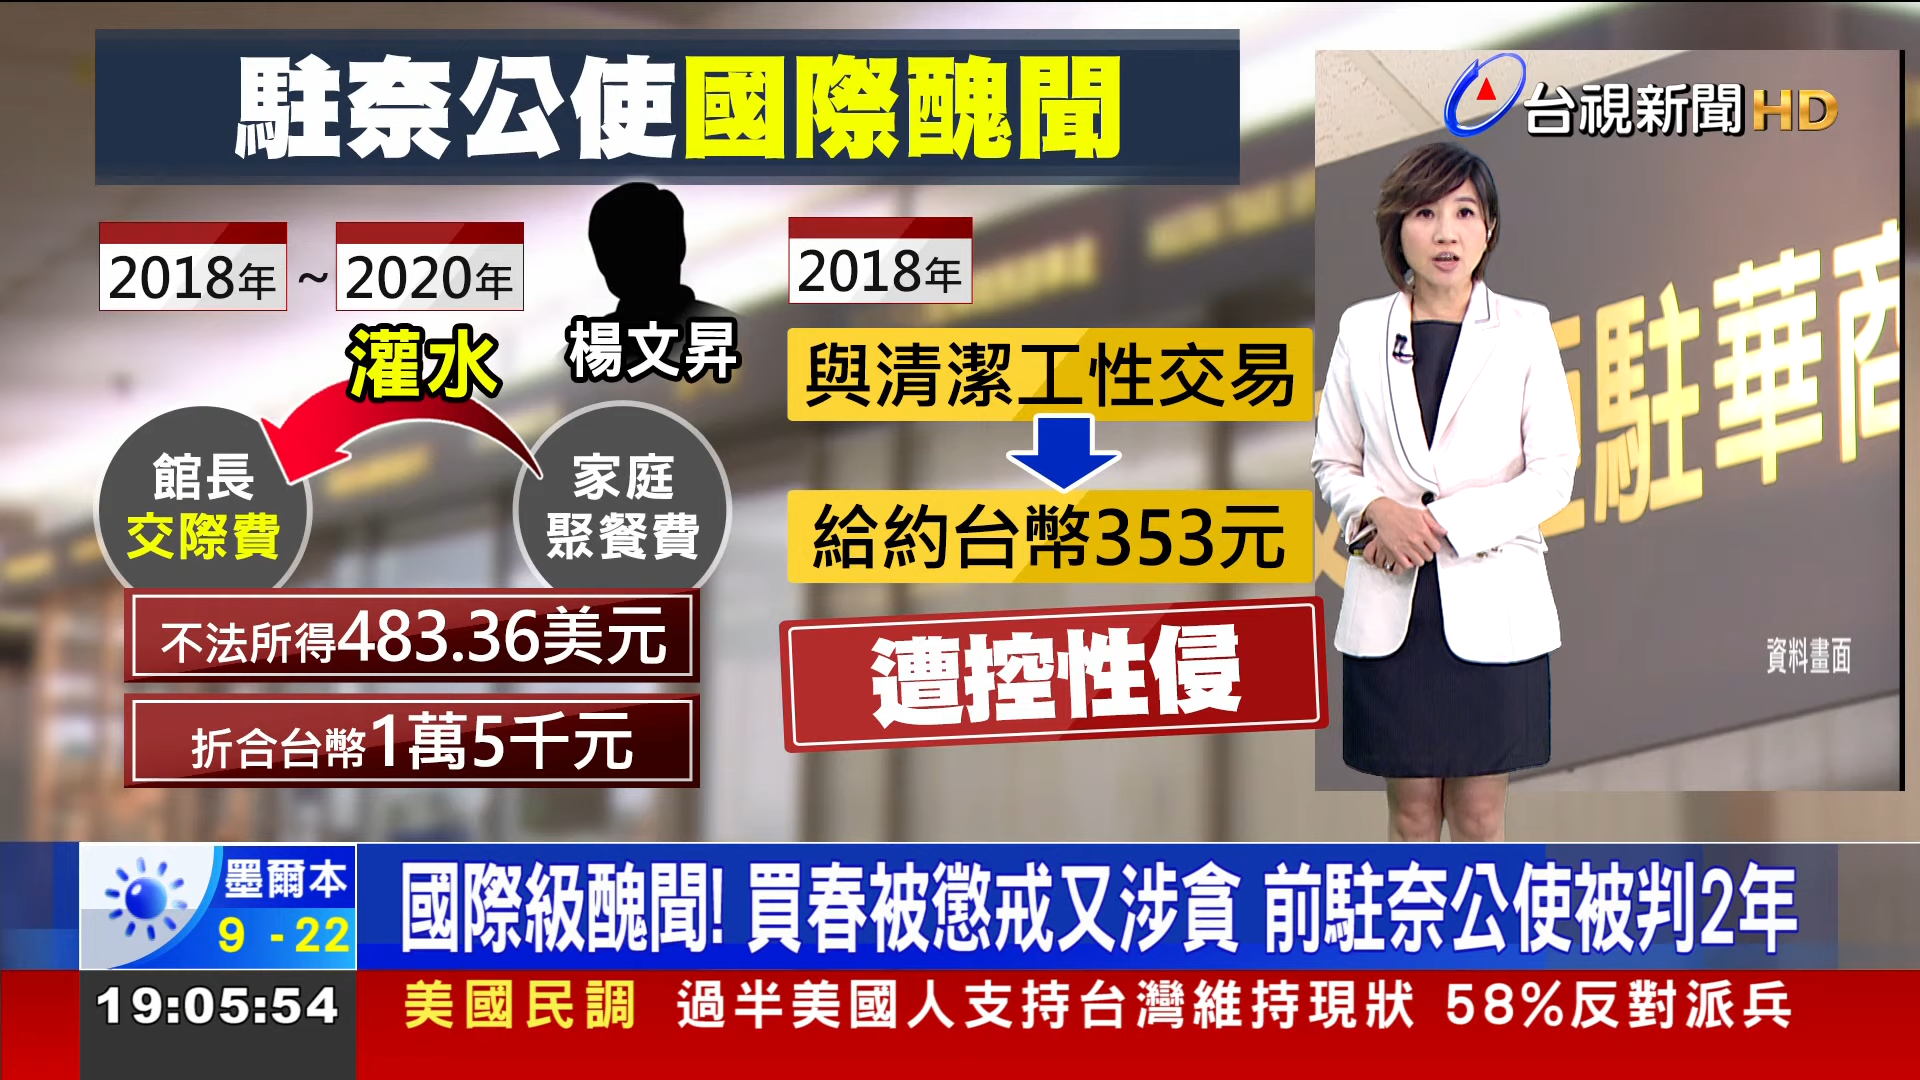 駐奈公使國際醜聞
台視新聞HD
2018年 ~ 2020年
灌水
楊文昇
館長
交際費
家庭
聚餐費
不法所得483.36美元
折合台幣1萬5千元
2018年
與清潔工性交易
給約台幣353元
遭控性侵
駐華商
資料畫面
墨爾本
9 - 22
國際級醜聞! 買春被懲戒又涉貪 前駐奈公使被判2年
19:05:54
美國民調 過半美國人支持台灣維持現狀 58%反對派兵